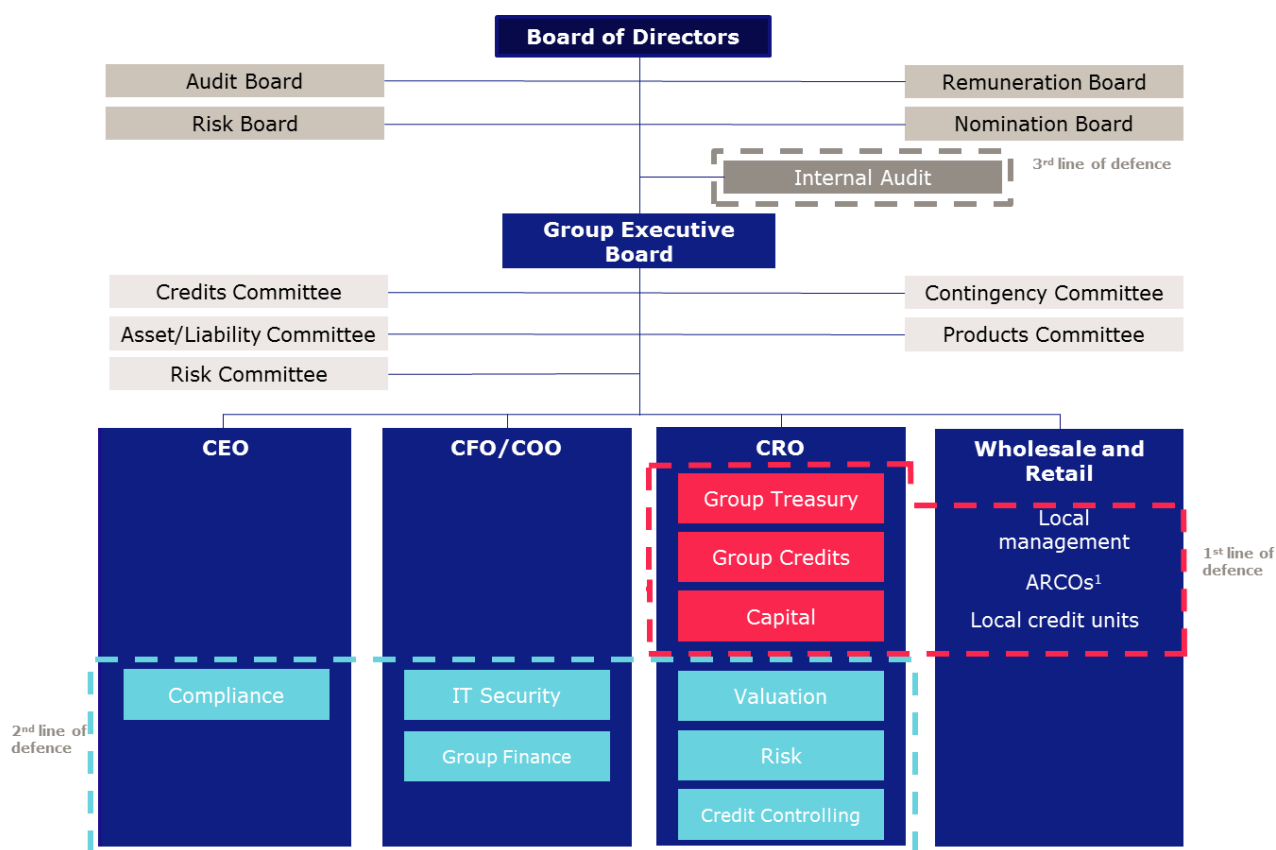 Board of Directors
Audit Board
Remuneration Board
Risk Board
Nomination Board
3rd line of defence
Internal Audit
Group Executive
Board
Credits Committee
Contingency Committee
Asset/Liability Committee
Products Committee
Risk Committee
CEO
CFO/COO
CRO
Wholesale and
Retail
Group Treasury
Group Credits
Capital
Local
management
ARCOs¹
Local credit units
1st line of
defence
2nd line of
defence
Compliance
IT Security
Group Finance
Valuation
Risk
Credit Controlling